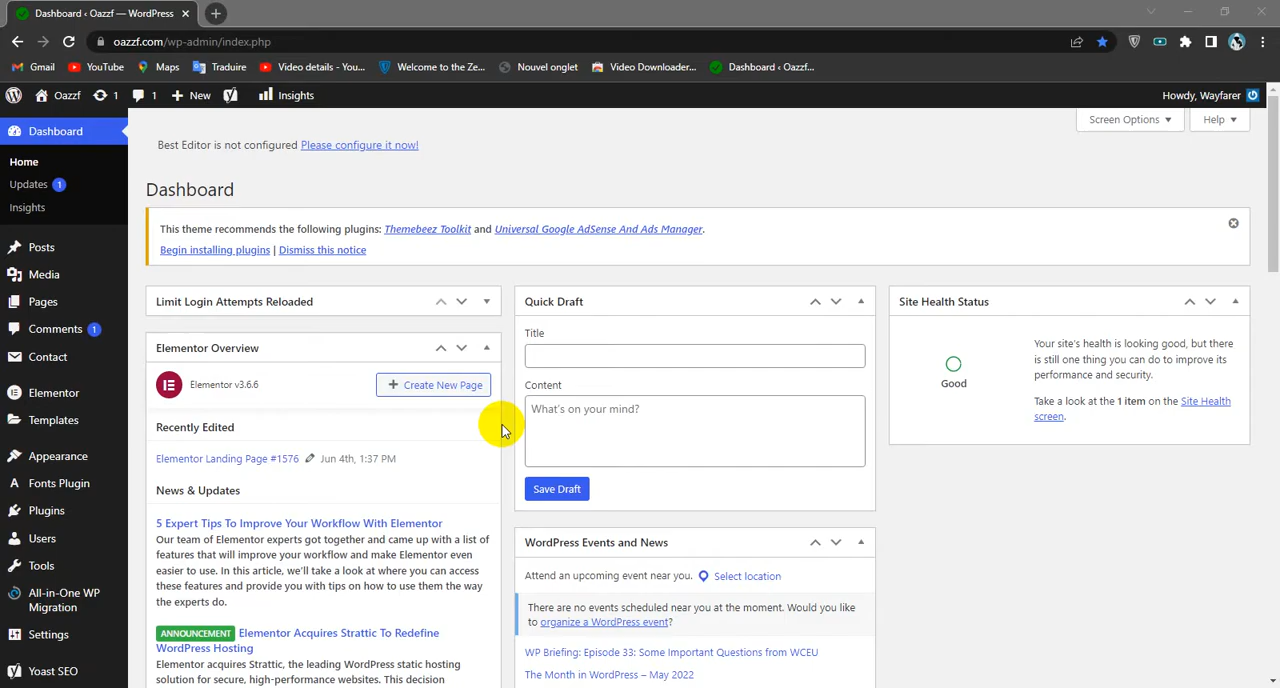 Dashboard ‹ Oazzf — WordPress
oazzf.com/wp-admin/index.php
Gmail
YouTube
Maps
Traduire
Video details - You...
Welcome to the Ze...
Nouvel onglet
Video Downloader...
Dashboard ‹ Oazzf...
Oazzf
1
1
New
Insights
Howdy, Wayfarer
Dashboard
Home
Updates 1
Insights
Posts
Media
Pages
Comments 1
Contact
Elementor
Templates
Appearance
Fonts Plugin
Plugins
Users
Tools
All-in-One WP
Migration
Settings
Yoast SEO
Screen Options
Help
Best Editor is not configured Please configure it now!
Dashboard
This theme recommends the following plugins: Themebeez Toolkit and Universal Google AdSense And Ads Manager.
Begin installing plugins | Dismiss this notice
Limit Login Attempts Reloaded
Elementor Overview
Elementor v3.6.6
Create New Page
Recently Edited
Elementor Landing Page #1576 Jun 4th, 1:37 PM
News & Updates
5 Expert Tips To Improve Your Workflow With Elementor
Our team of Elementor experts got together and came up with a list of
features that will improve your workflow and make Elementor even
easier to use. In this article, we'll take a look at where you can access
these features and provide you with tips on how to use them the way
the experts do.
ANNOUNCEMENT Elementor Acquires Strattic To Redefine
WordPress Hosting
Elementor acquires Strattic, the leading WordPress static hosting
solution for secure, high-performance websites. This decision
Quick Draft
Title
Content
What's on your mind?
Save Draft
WordPress Events and News
Attend an upcoming event near you. Select location
There are no events scheduled near you at the moment. Would you like
to organize a WordPress event?
WP Briefing: Episode 33: Some Important Questions from WCEU
The Month in WordPress – May 2022
Site Health Status
Good
Your site's health is looking good, but there
is still one thing you can do to improve its
performance and security.
Take a look at the 1 item on the Site Health
screen.